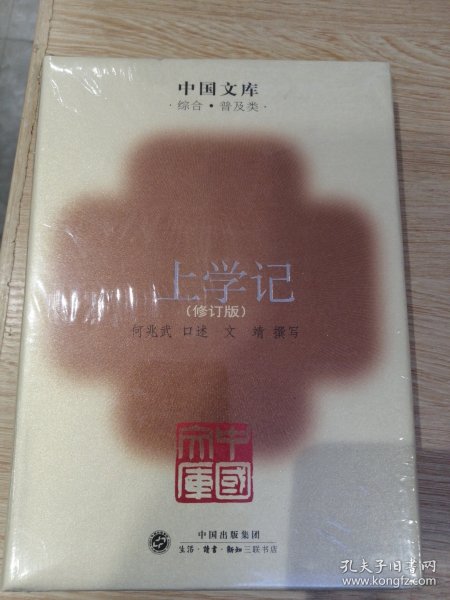 中国文库
·综合·普及类·
上学记
(修订版)
何兆武 口述 文 靖 撰写
中國文庫
中国出版集团
生活·讀書·新知三联书店
孔夫子旧书网
www.kongfz.com